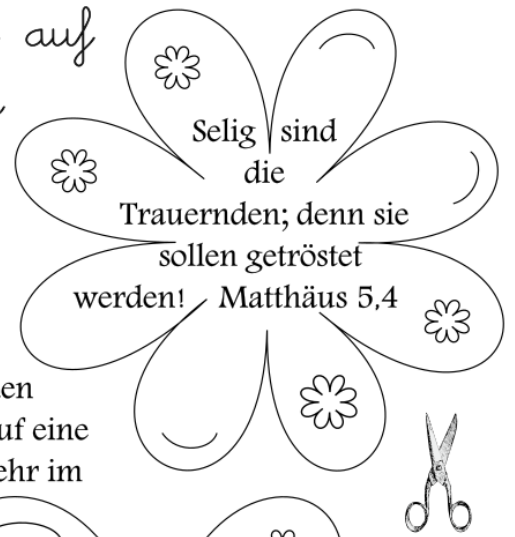 auf
Selig sind
die
Trauernden; denn sie
sollen getröstet
werden! Matthäus 5,4
en
uf eine
ehr im